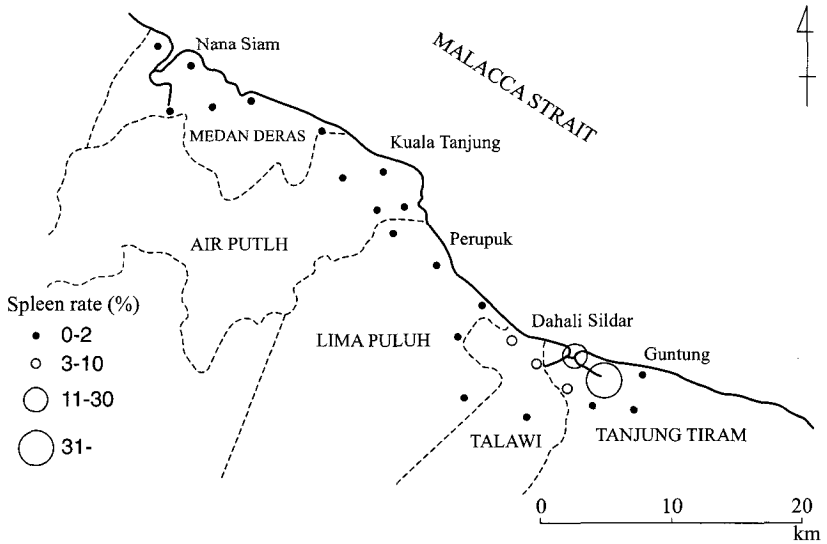 Nana Siam
MALACCA STRAIT
MEDAN DERAS
Kuala Tanjung
AIR PUTLH
Perupuk
Spleen rate (%)
0-2
3-10
11-30
31-
LIMA PULUH
Dahali Sildar
Guntung
TALAWI
TANJUNG TIRAM
0 10 20
km